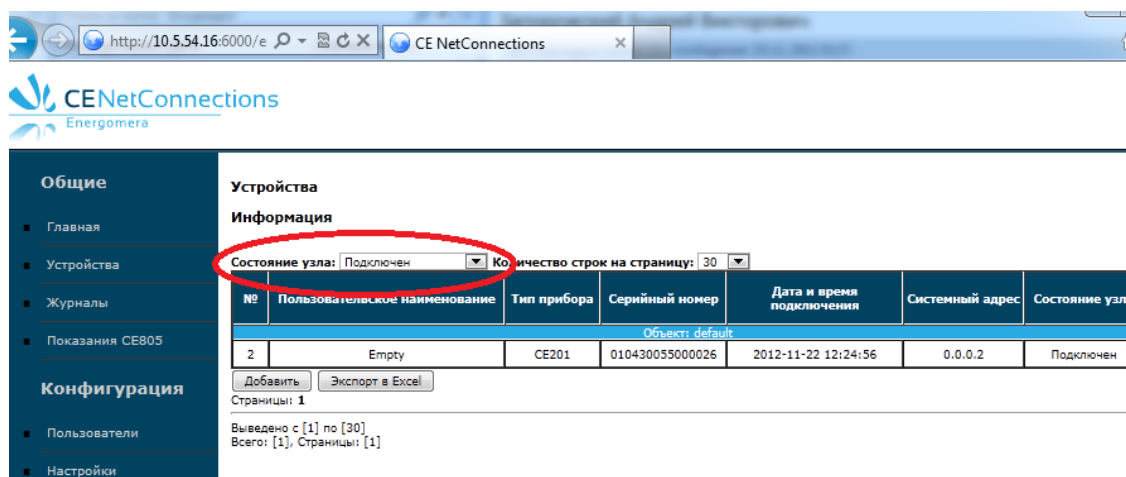 http://10.5.54.16:6000/e
CE NetConnections
CENetConnections
Energomera
Общие
Главная
Устройства
Журналы
Показания CE805
Конфигурация
Пользователи
Настройки
Устройства
Информация
Состояние узла: Подключен Количество строк на страницу: 30
№ Пользовательское наименование Тип прибора Серийный номер Дата и время подключения Системный адрес Состояние узл
Объект: default
2 Empty CE201 010430055000026 2012-11-22 12:24:56 0.0.0.2 Подключен
Добавить Экспорт в Excel
Страницы: 1
Выведено с [1] по [30]
Всего: [1], Страницы: [1]